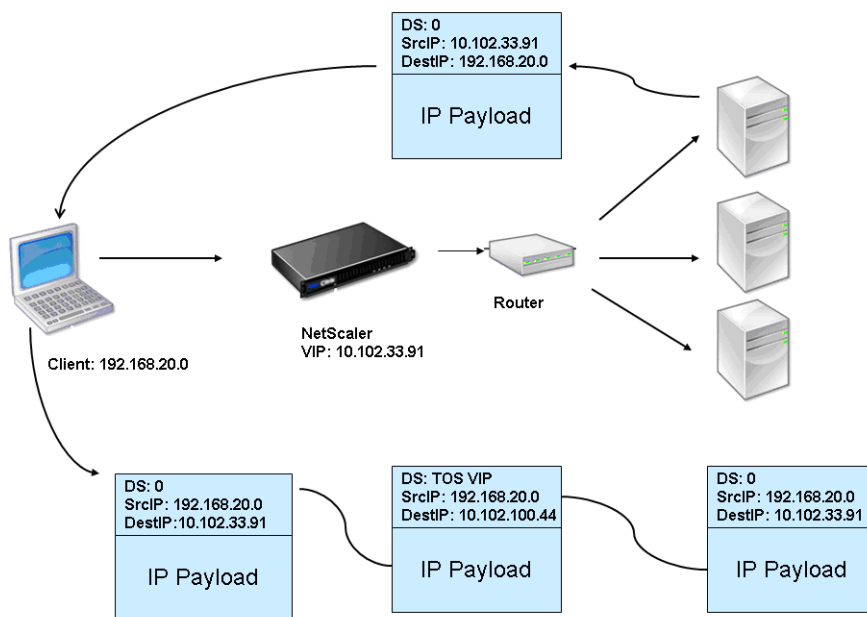 DS: 0
SrcIP: 10.102.33.91
DestIP: 192.168.20.0
IP Payload
Router
NetScaler
VIP: 10.102.33.91
Client: 192.168.20.0
DS: 0
SrcIP: 192.168.20.0
DestIP:10.102.33.91
IP Payload
DS: TOS VIP
SrcIP: 192.168.20.0
DestIP: 10.102.100.44
IP Payload
DS: 0
SrcIP: 192.168.20.0
DestIP: 10.102.33.91
IP Payload